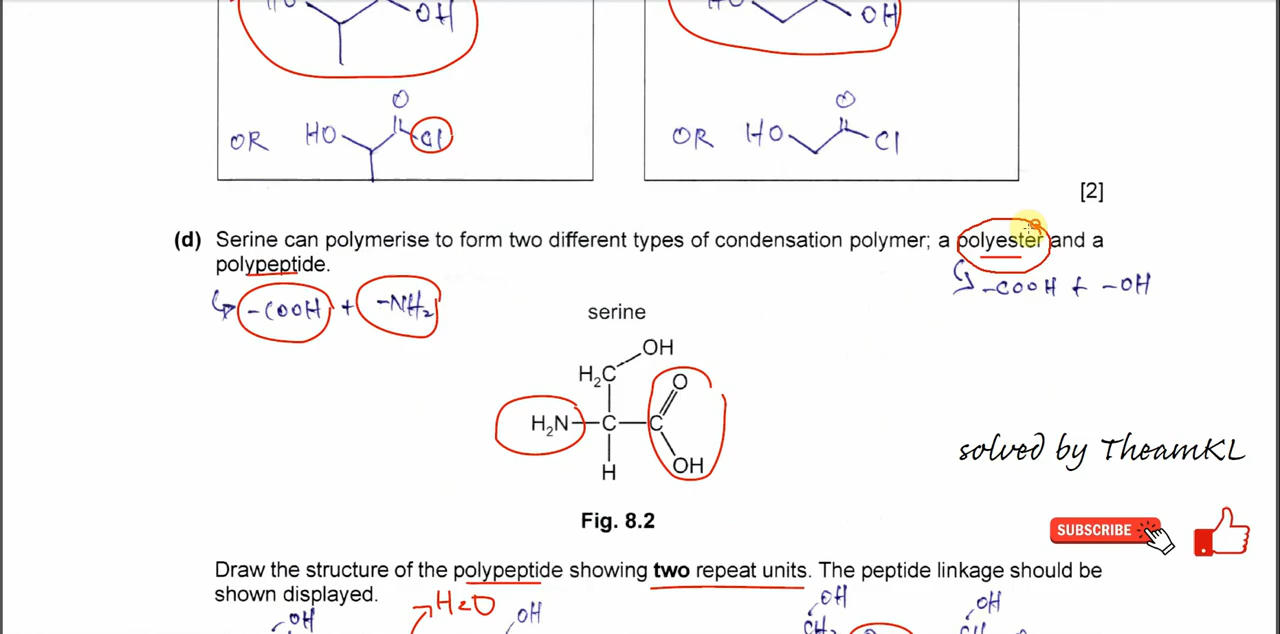 HO OH HO OH
O O
OR HO Cl OR HO Cl
[2]
(d) Serine can polymerise to form two different types of condensation polymer; a polyester and a
polypeptide.
-COOH + -OH
-COOH + -NH₂
serine
OH
H₂C
O
H₂N C C
H OH
solved by TheamKL
Fig. 8.2
SUBSCRIBE
Draw the structure of the polypeptide showing two repeat units. The peptide linkage should be
shown displayed.
H₂O
OH OH OH OH
CH₂